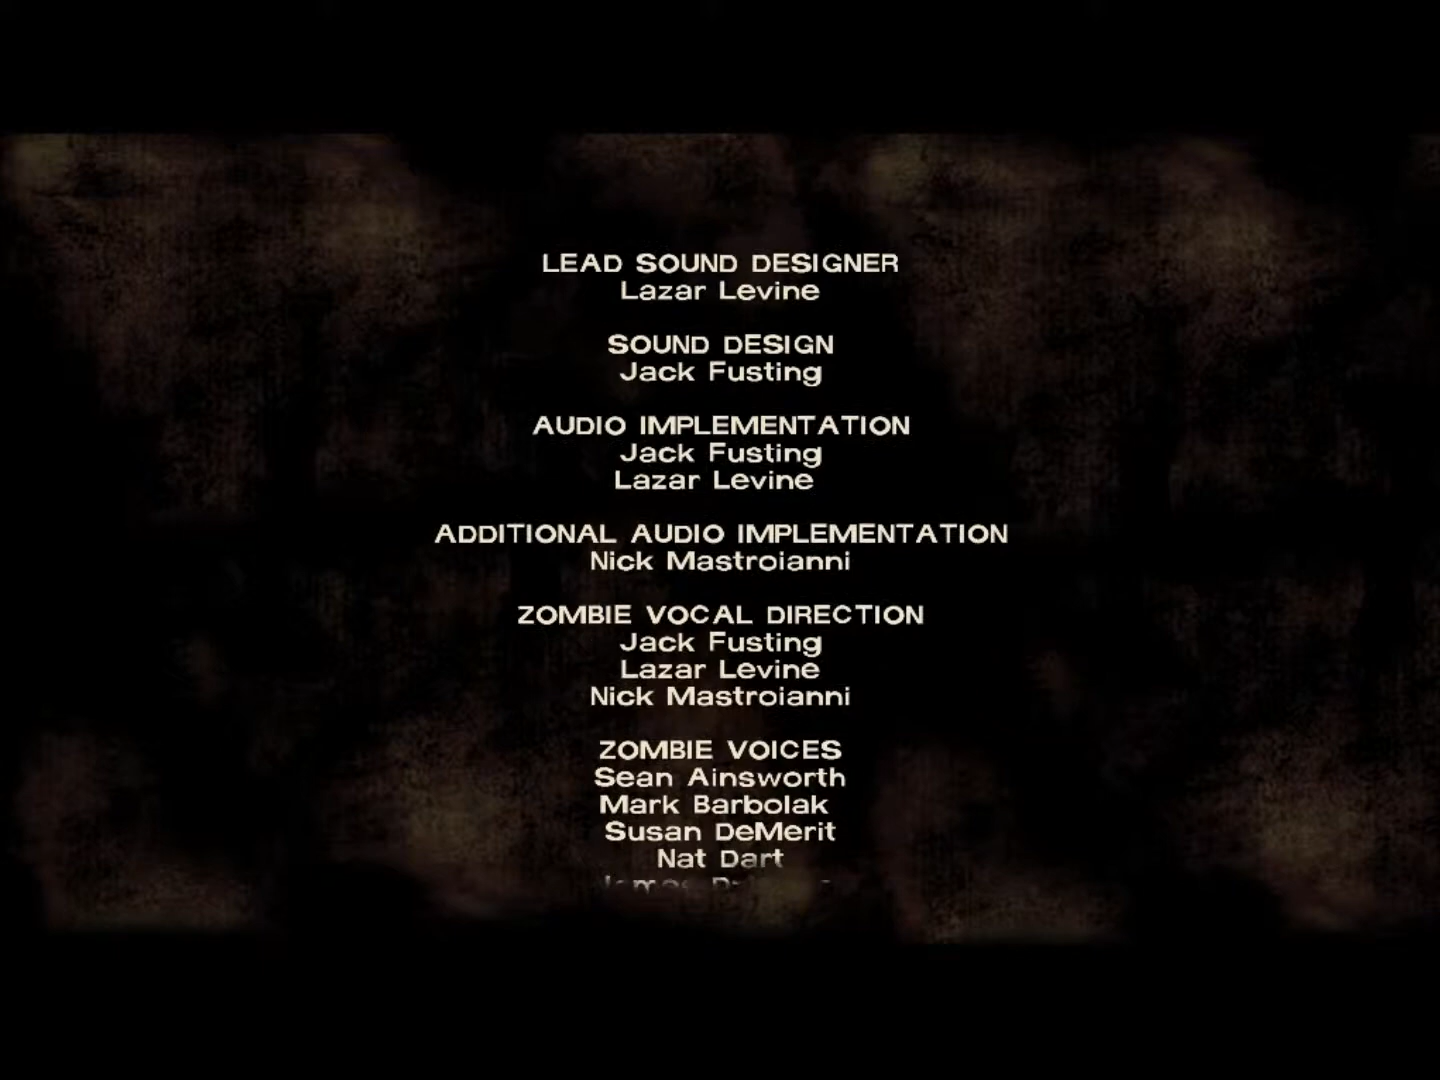 LEAD SOUND DESIGNER
Lazar Levine
SOUND DESIGN
Jack Fusting
AUDIO IMPLEMENTATION
Jack Fusting
Lazar Levine
ADDITIONAL AUDIO IMPLEMENTATION
Nick Mastroianni
ZOMBIE VOCAL DIRECTION
Jack Fusting
Lazar Levine
Nick Mastroianni
ZOMBIE VOICES
Sean Ainsworth
Mark Barbolak
Susan DeMerit
Nat Dart
James